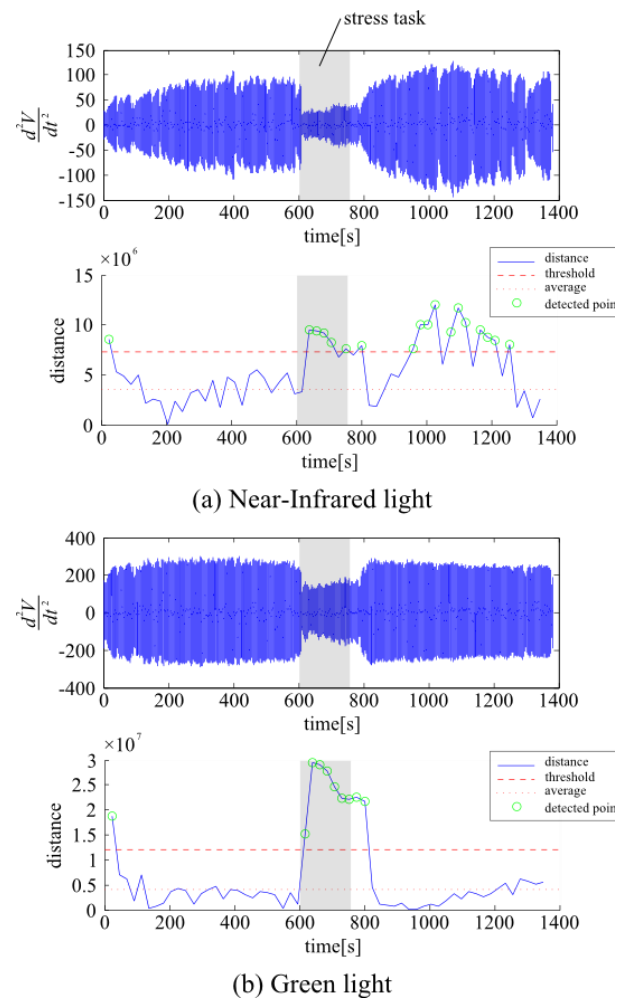 stress task
150
100
50
0
-50
-100
-150
d²V
dt²
0 200 400 600 800 1000 1200 1400
time[s]
×10⁶
15
10
5
0
distance
distance
threshold
average
detected poin
0 200 400 600 800 1000 1200 1400
time[s]
(a) Near-Infrared light
400
200
0
-200
-400
d²V
dt²
0 200 400 600 800 1000 1200 1400
time[s]
×10⁷
3
2.5
2
1.5
1
0.5
0
distance
distance
threshold
average
detected poin
0 200 400 600 800 1000 1200 1400
time[s]
(b) Green light